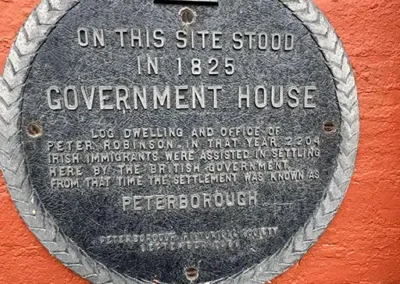 ON THIS SITE STOOD
IN 1825
GOVERNMENT HOUSE
LOG DWELLING AND OFFICE OF
PETER ROBINSON. IN THAT YEAR 2204
IRISH IMMIGRANTS WERE ASSISTED IN SETTLING
HERE BY THE BRITISH GOVERNMENT
FROM THAT TIME THE SETTLEMENT WAS KNOWN AS
PETERBOROUGH
PETERBOROUGH HISTORICAL SOCIETY
SEPTEMBER